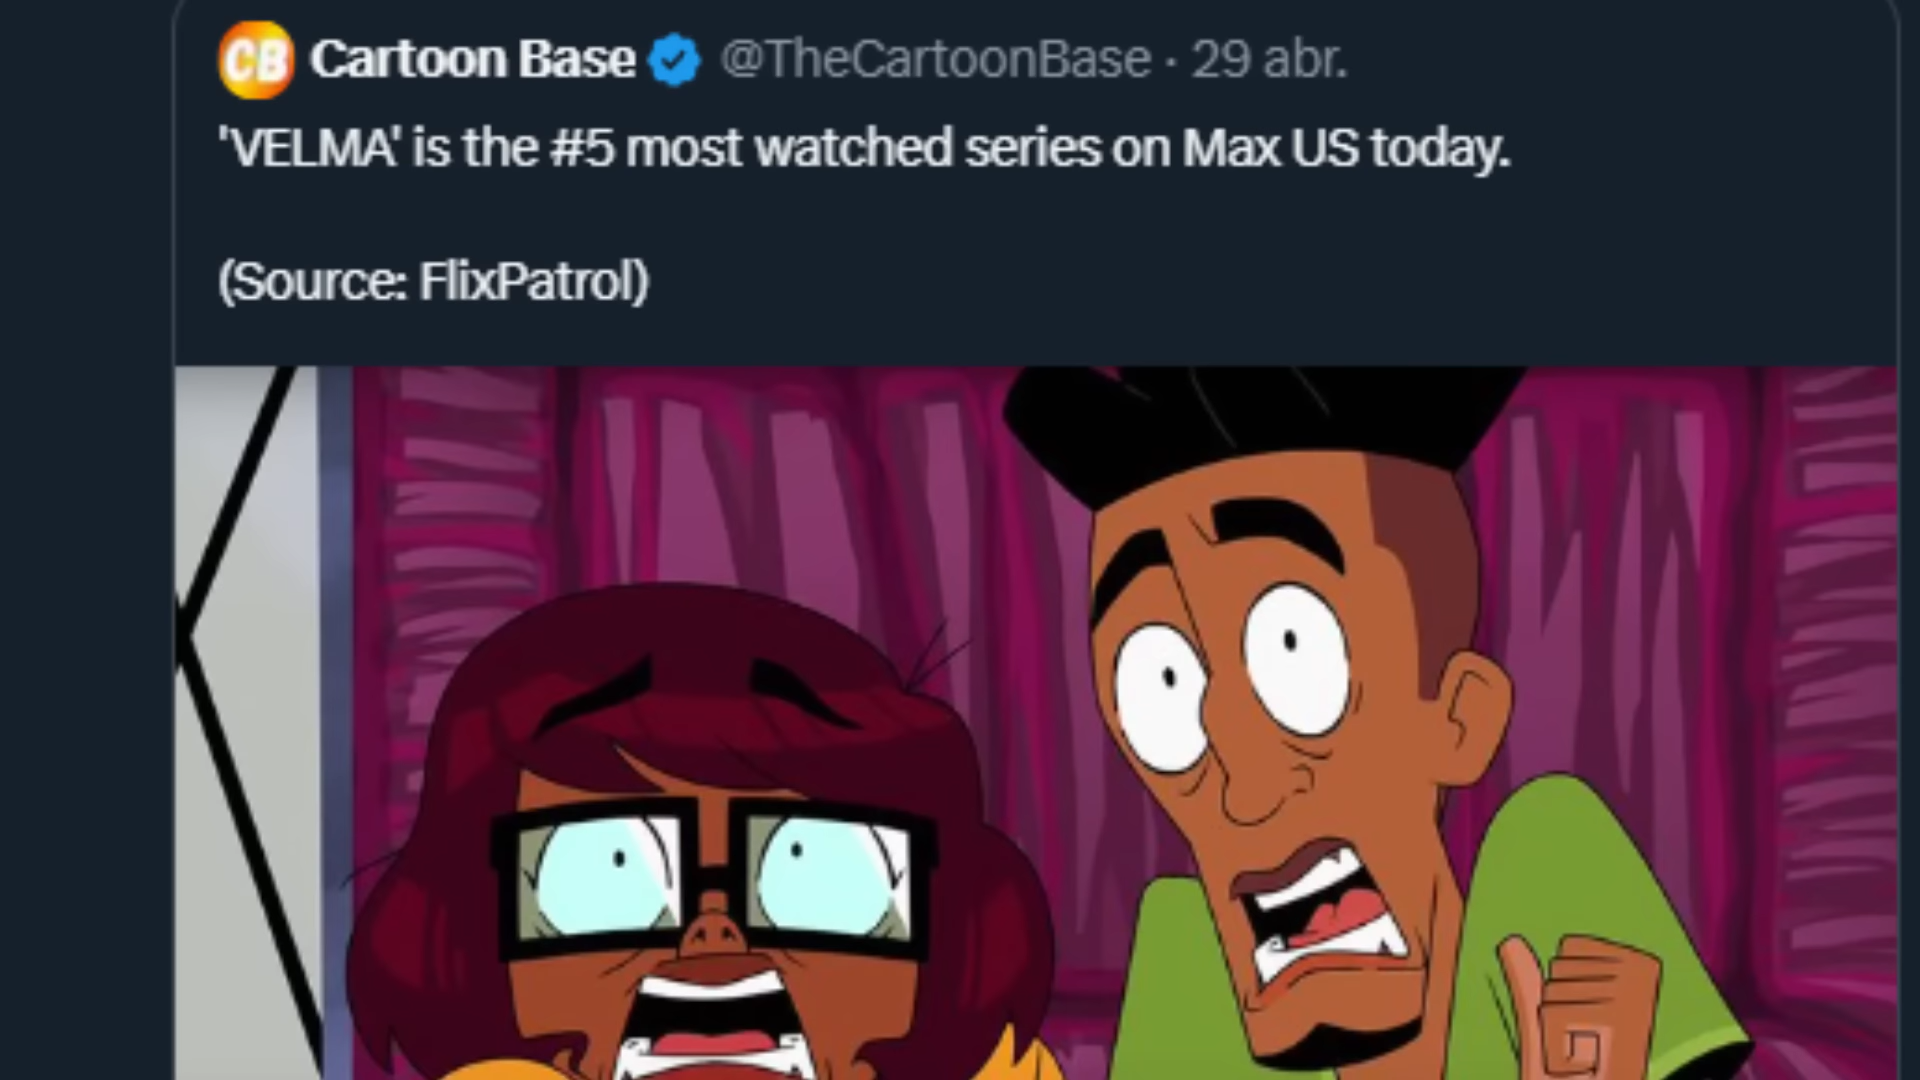 CB Cartoon Base @TheCartoonBase · 29 abr.
'VELMA' is the #5 most watched series on Max US today.
(Source: FlixPatrol)